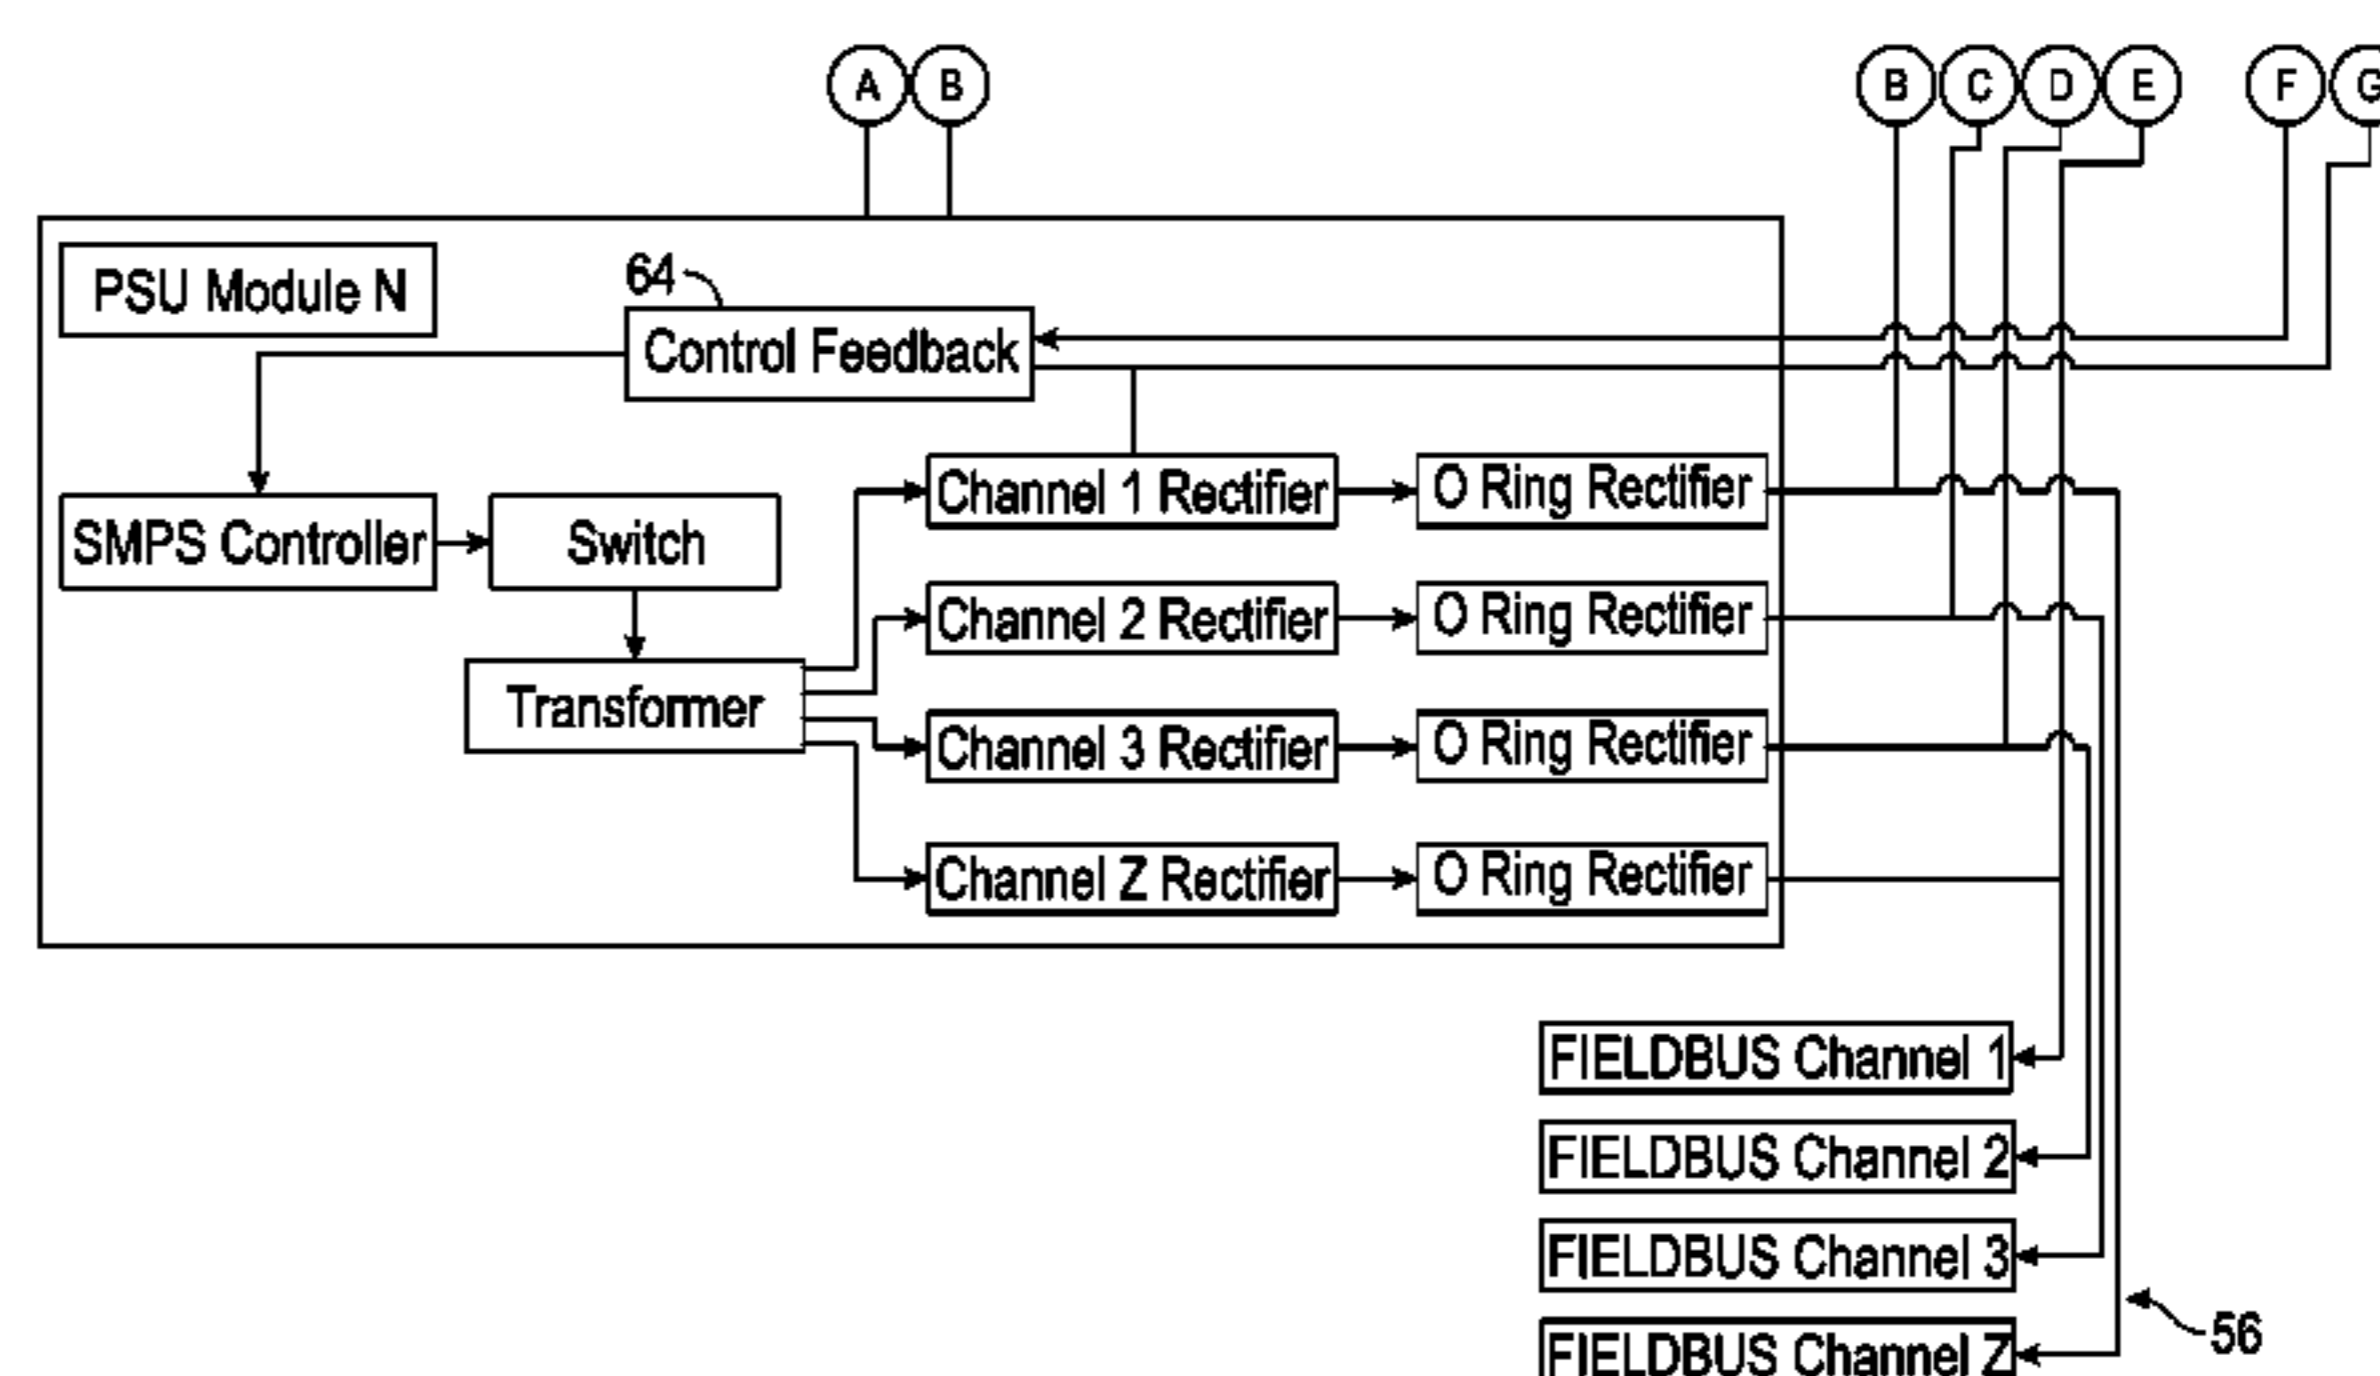 A B B C D E F G
PSU Module N
64
Control Feedback
SMPS Controller
Switch
Transformer
Channel 1 Rectifier
O Ring Rectifier
Channel 2 Rectifier
O Ring Rectifier
Channel 3 Rectifier
O Ring Rectifier
Channel Z Rectifier
O Ring Rectifier
FIELDBUS Channel 1
FIELDBUS Channel 2
FIELDBUS Channel 3
FIELDBUS Channel Z
56